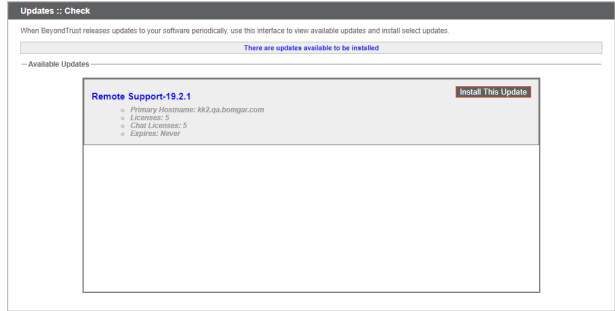 Updates :: Check
When BeyondTrust releases updates to your software periodically, use this interface to view available updates and install select updates.
There are updates available to be installed
Available Updates
Remote Support-19.2.1
Install This Update
Primary Hostname: kk2.qa.bomgar.com
Licenses: 5
Chat Licenses: 5
Expires: Never